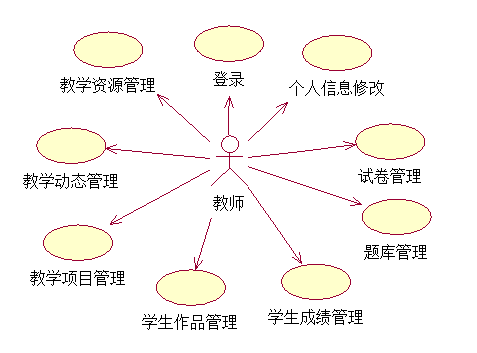 登录
教学资源管理
个人信息修改
教学动态管理
试卷管理
教师
题库管理
教学项目管理
学生作品管理
学生成绩管理